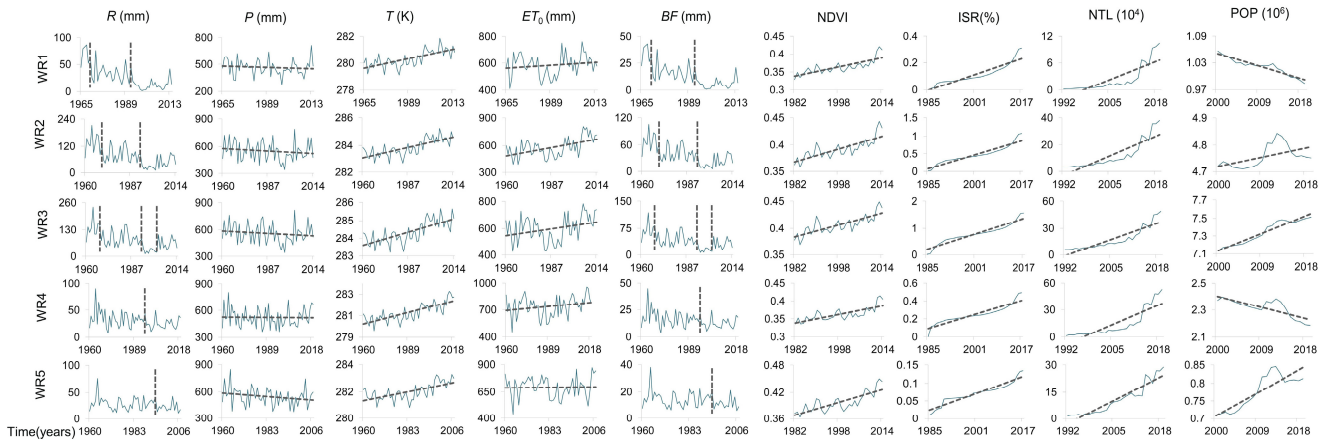 R (mm) P (mm) T (K) ET₀ (mm) BF (mm) NDVI ISR(%) NTL (10⁴) POP (10⁶)
WR1
100 800 282 800 50 0.45 0.4 12 1.09
50 500 280 600 25 0.4 0.35 0.2 6 1.03
0 200 278 400 0 0.3 0 0 0.97
1965 1989 2013 1965 1989 2013 1965 1989 2013 1965 1989 2013 1965 1989 2013 1982 1998 2014 1985 2001 2017 1992 2005 2018 2000 2009 2018
WR2
240 900 286 900 120 0.45 1.5 40 4.9
120 600 284 600 60 0.4 1 0.5 20 4.8
0 300 282 300 0 0.35 0 0 4.7
1960 1987 2014 1960 1987 2014 1960 1987 2014 1960 1987 2014 1960 1987 2014 1982 1998 2014 1985 2001 2017 1992 2005 2018 2000 2009 2018
WR3
260 900 286 800 150 0.45 2 60 7.7
130 600 285 284 600 75 0.4 1 30 7.5 7.3
0 300 283 400 0 0.35 0 0 7.1
1960 1987 2014 1960 1987 2014 1960 1987 2014 1960 1987 2014 1960 1987 2014 1982 1998 2014 1985 2001 2017 1992 2005 2018 2000 2009 2018
WR4
100 900 283 1000 50 0.45 0.6 60 2.5
50 600 281 700 25 0.4 0.35 0.4 0.2 30 2.3
0 300 279 400 0 0.3 0 0 2.1
1960 1989 2018 1960 1989 2018 1960 1989 2018 1960 1989 2018 1960 1989 2018 1982 1998 2014 1985 2001 2017 1992 2005 2018 2000 2009 2018
WR5
100 900 284 900 40 0.48 0.15 30 0.85
50 600 282 650 20 0.42 0.1 0.05 15 0.8 0.75
0 300 280 400 0 0.36 0 0 0.7
Time(years) 1960 1983 2006 1960 1983 2006 1960 1983 2006 1960 1983 2006 1960 1983 2006 1982 1998 2014 1985 2001 2017 1992 2005 2018 2000 2009 2018